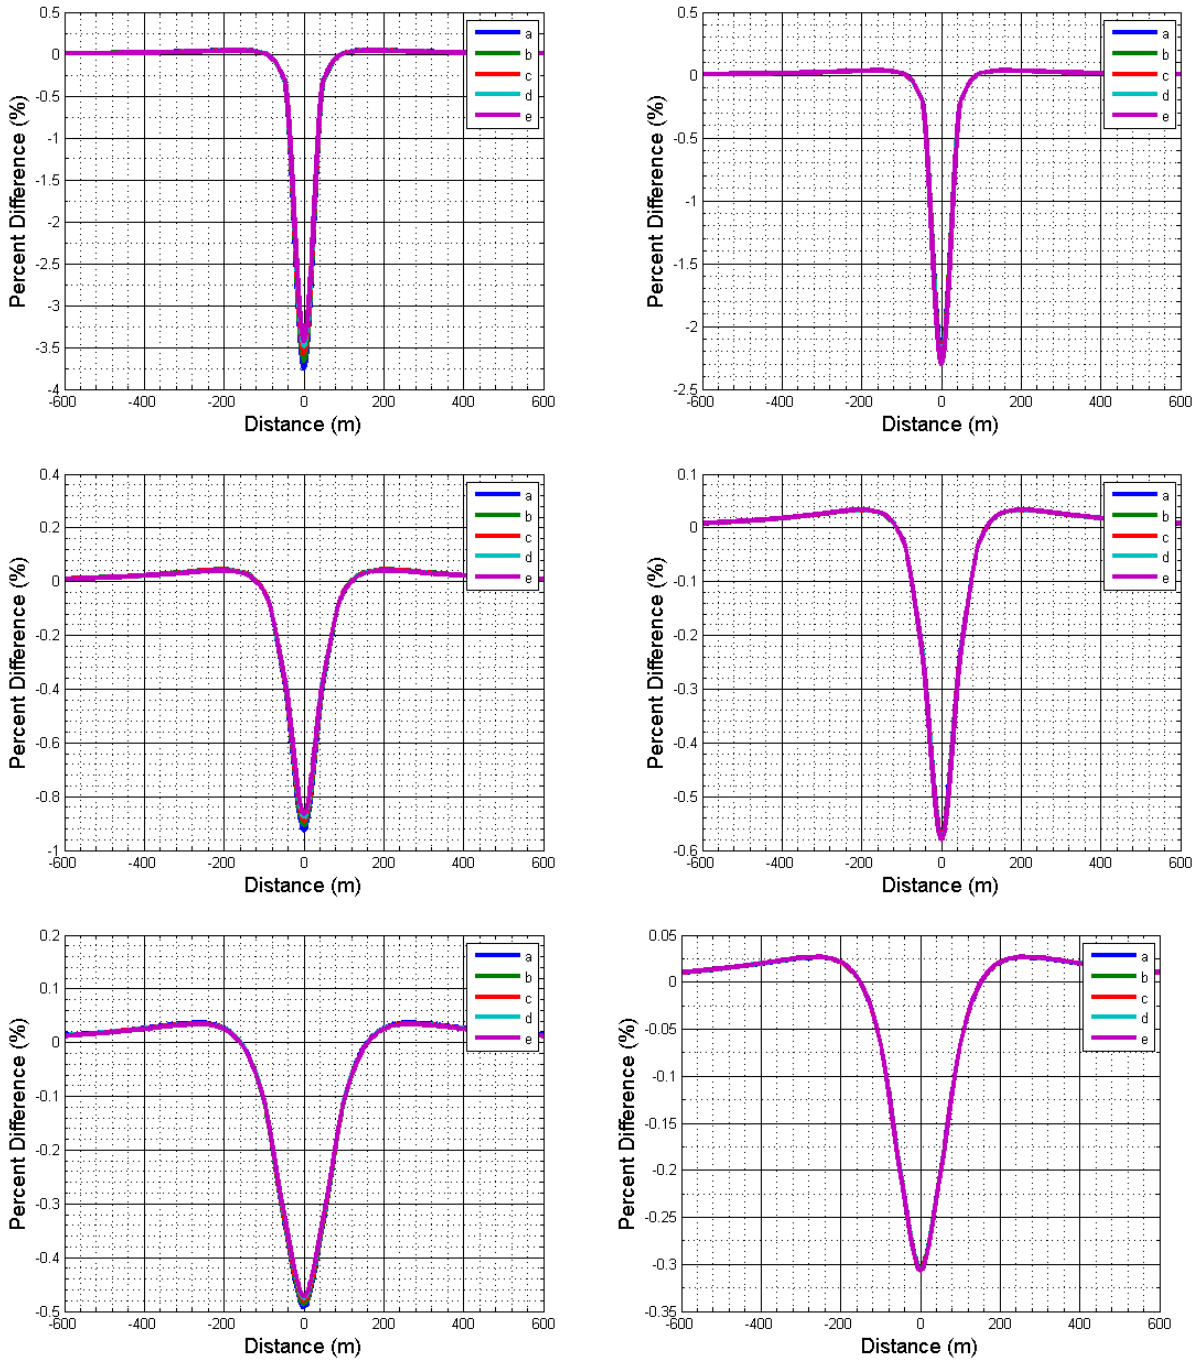 0.5
0
-0.5
-1
-1.5
-2
-2.5
-3
-3.5
-4
-600 -400 -200 0 200 400 600
Percent Difference (%)
Distance (m)
a
b
c
d
e
0.5
0
-0.5
-1
-1.5
-2
-2.5
-600 -400 -200 0 200 400 600
Percent Difference (%)
Distance (m)
a
b
c
d
e
0.4
0.2
0
-0.2
-0.4
-0.6
-0.8
-1
-600 -400 -200 0 200 400 600
Percent Difference (%)
Distance (m)
a
b
c
d
e
0.1
0
-0.1
-0.2
-0.3
-0.4
-0.5
-0.6
-600 -400 -200 0 200 400 600
Percent Difference (%)
Distance (m)
a
b
c
d
e
0.2
0.1
0
-0.1
-0.2
-0.3
-0.4
-0.5
-600 -400 -200 0 200 400 600
Percent Difference (%)
Distance (m)
a
b
c
d
e
0.05
0
-0.05
-0.1
-0.15
-0.2
-0.25
-0.3
-0.35
-600 -400 -200 0 200 400 600
Percent Difference (%)
Distance (m)
a
b
c
d
e